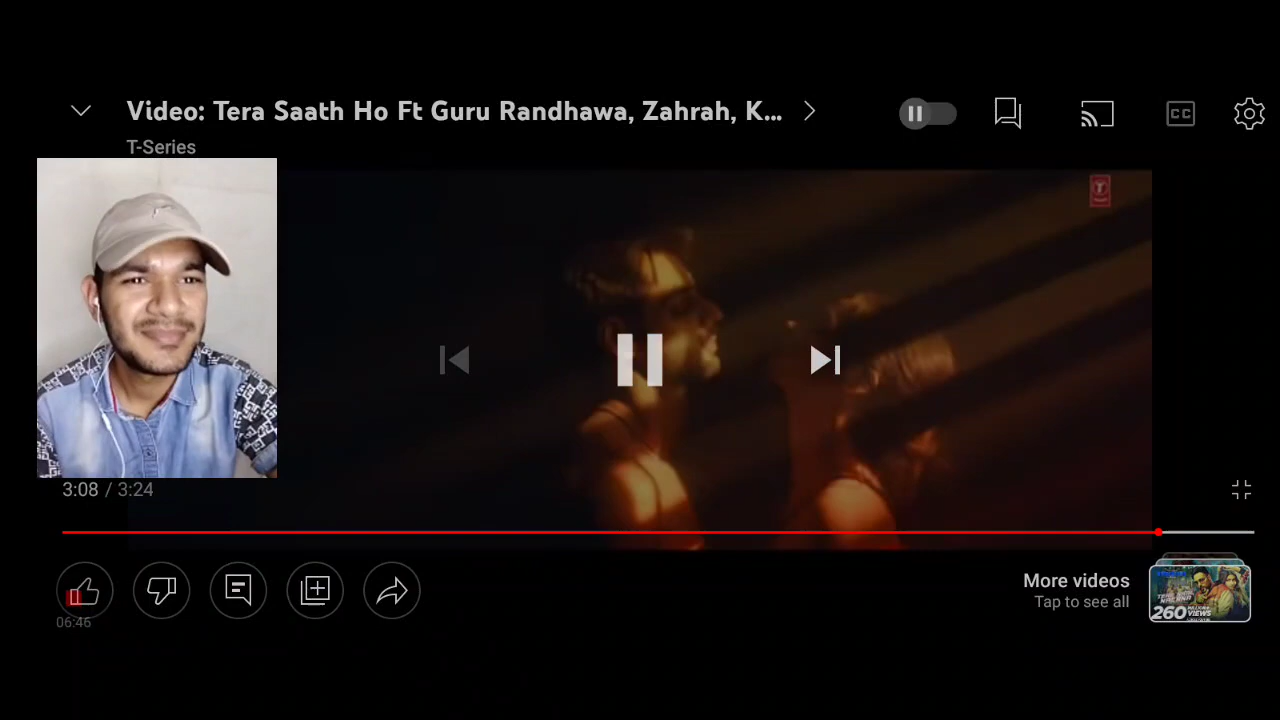 Video: Tera Saath Ho Ft Guru Randhawa, Zahrah, K...
CC
T-Series
T
3:08 / 3:24
More videos
Tap to see all
260
VIEWS
06:46